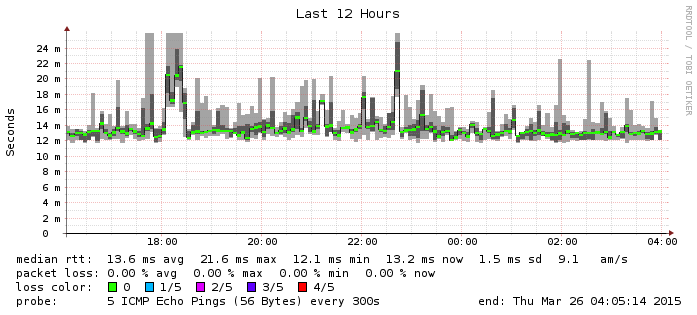 Last 12 Hours
RRDTOOL / TOBI OETIKER
Seconds
24 m
22 m
20 m
18 m
16 m
14 m
12 m
10 m
8 m
6 m
4 m
2 m
0
18:00 20:00 22:00 00:00 02:00 04:00
median rtt: 13.6 ms avg 21.6 ms max 12.1 ms min 13.2 ms now 1.5 ms sd 9.1 am/s
packet loss: 0.00 % avg 0.00 % max 0.00 % min 0.00 % now
loss color: 0 1/5 2/5 3/5 4/5
probe: 5 ICMP Echo Pings (56 Bytes) every 300s end: Thu Mar 26 04:05:14 2015